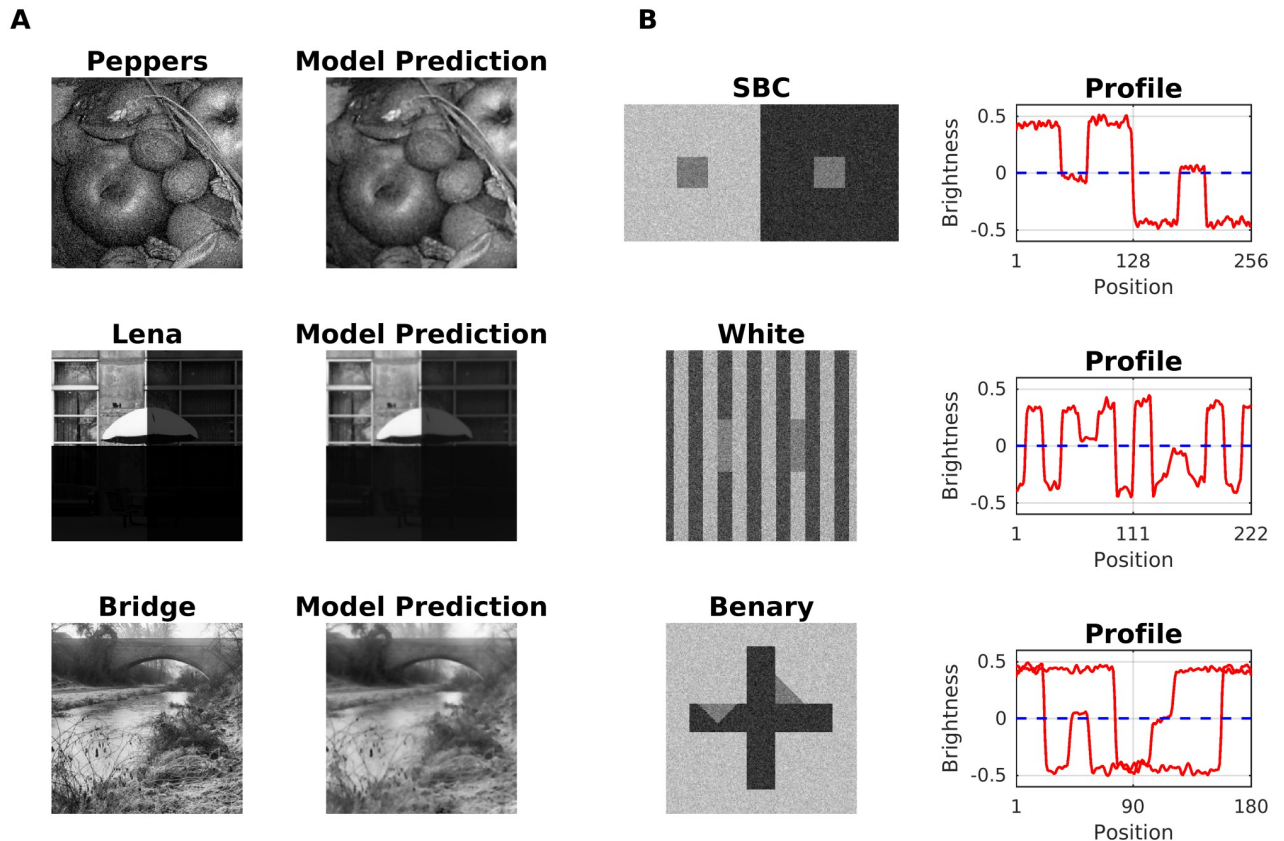 A
Peppers
Model Prediction
Lena
Model Prediction
Bridge
Model Prediction
B
SBC
Profile
Brightness
0.5
0
-0.5
1
128
256
Position
White
Profile
Brightness
0.5
0
-0.5
1
111
222
Position
Benary
Profile
Brightness
0.5
0
-0.5
1
90
180
Position